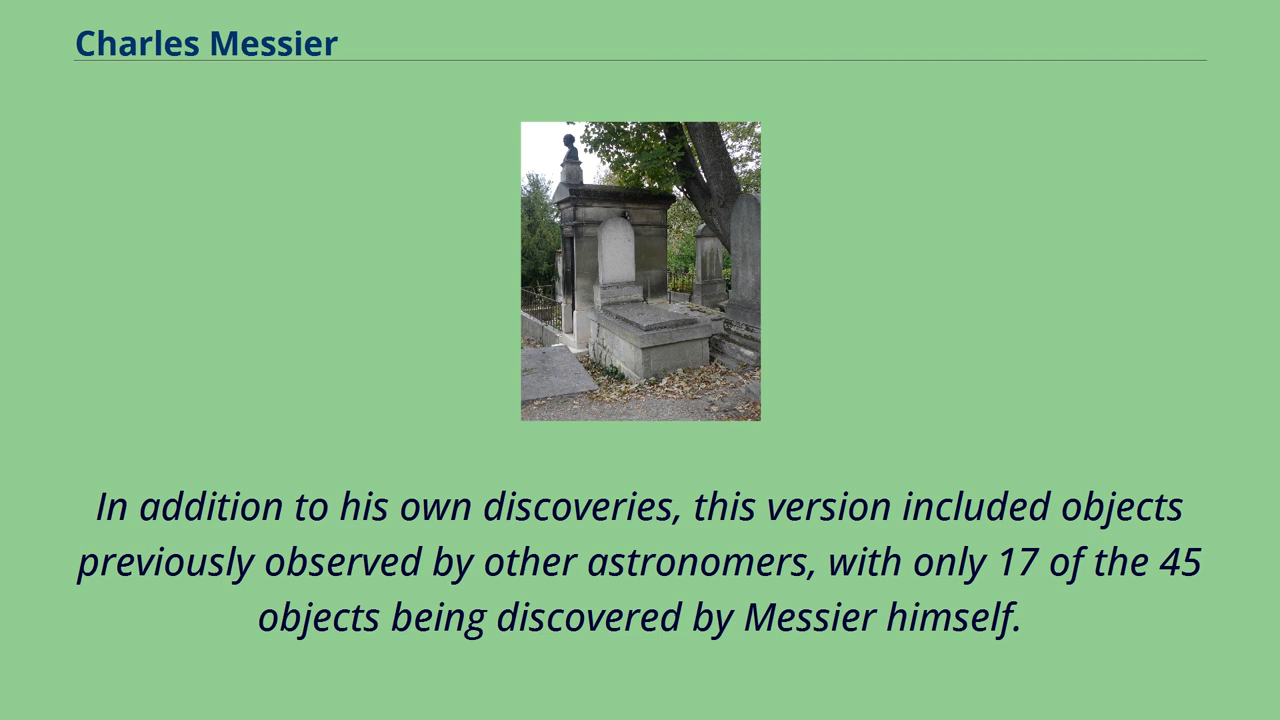 Charles Messier
In addition to his own discoveries, this version included objects
previously observed by other astronomers, with only 17 of the 45
objects being discovered by Messier himself.